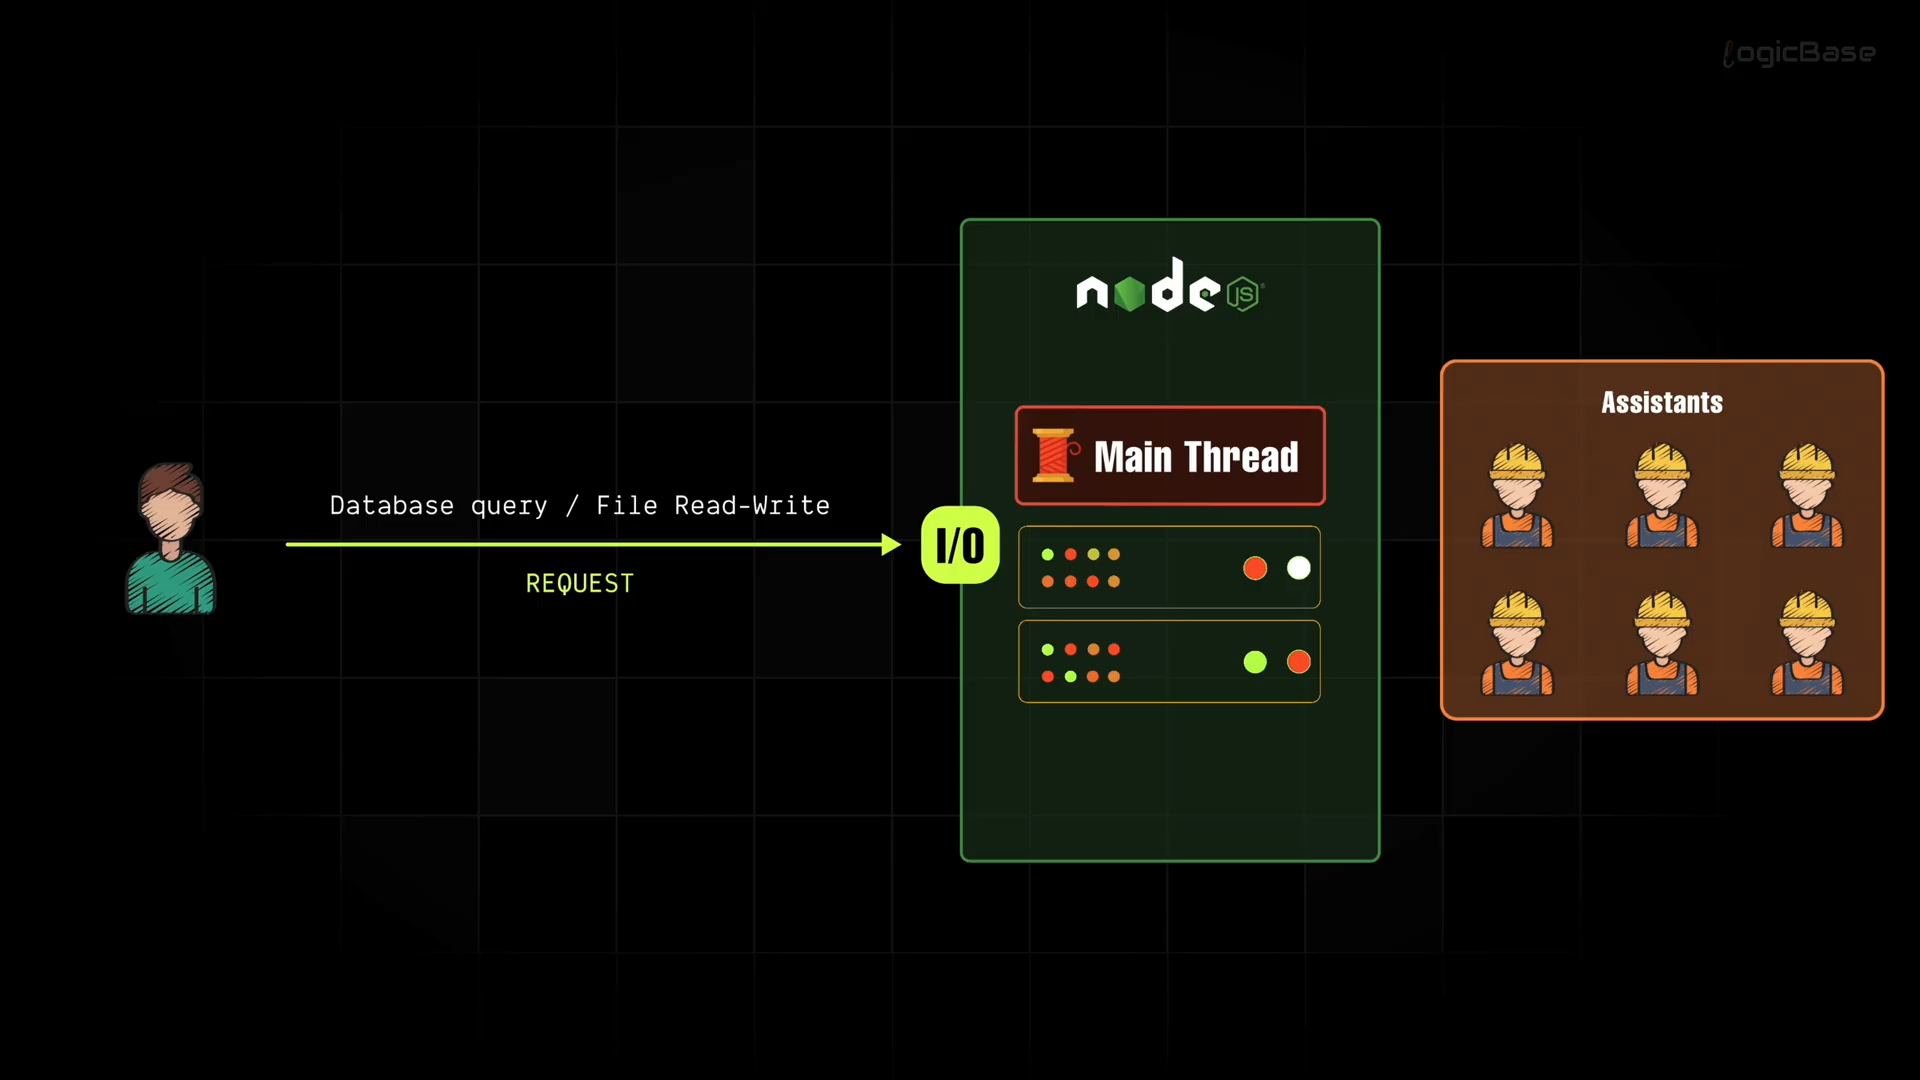 LogicBase
node
JS
Main Thread
Assistants
Database query / File Read-Write
I/O
REQUEST